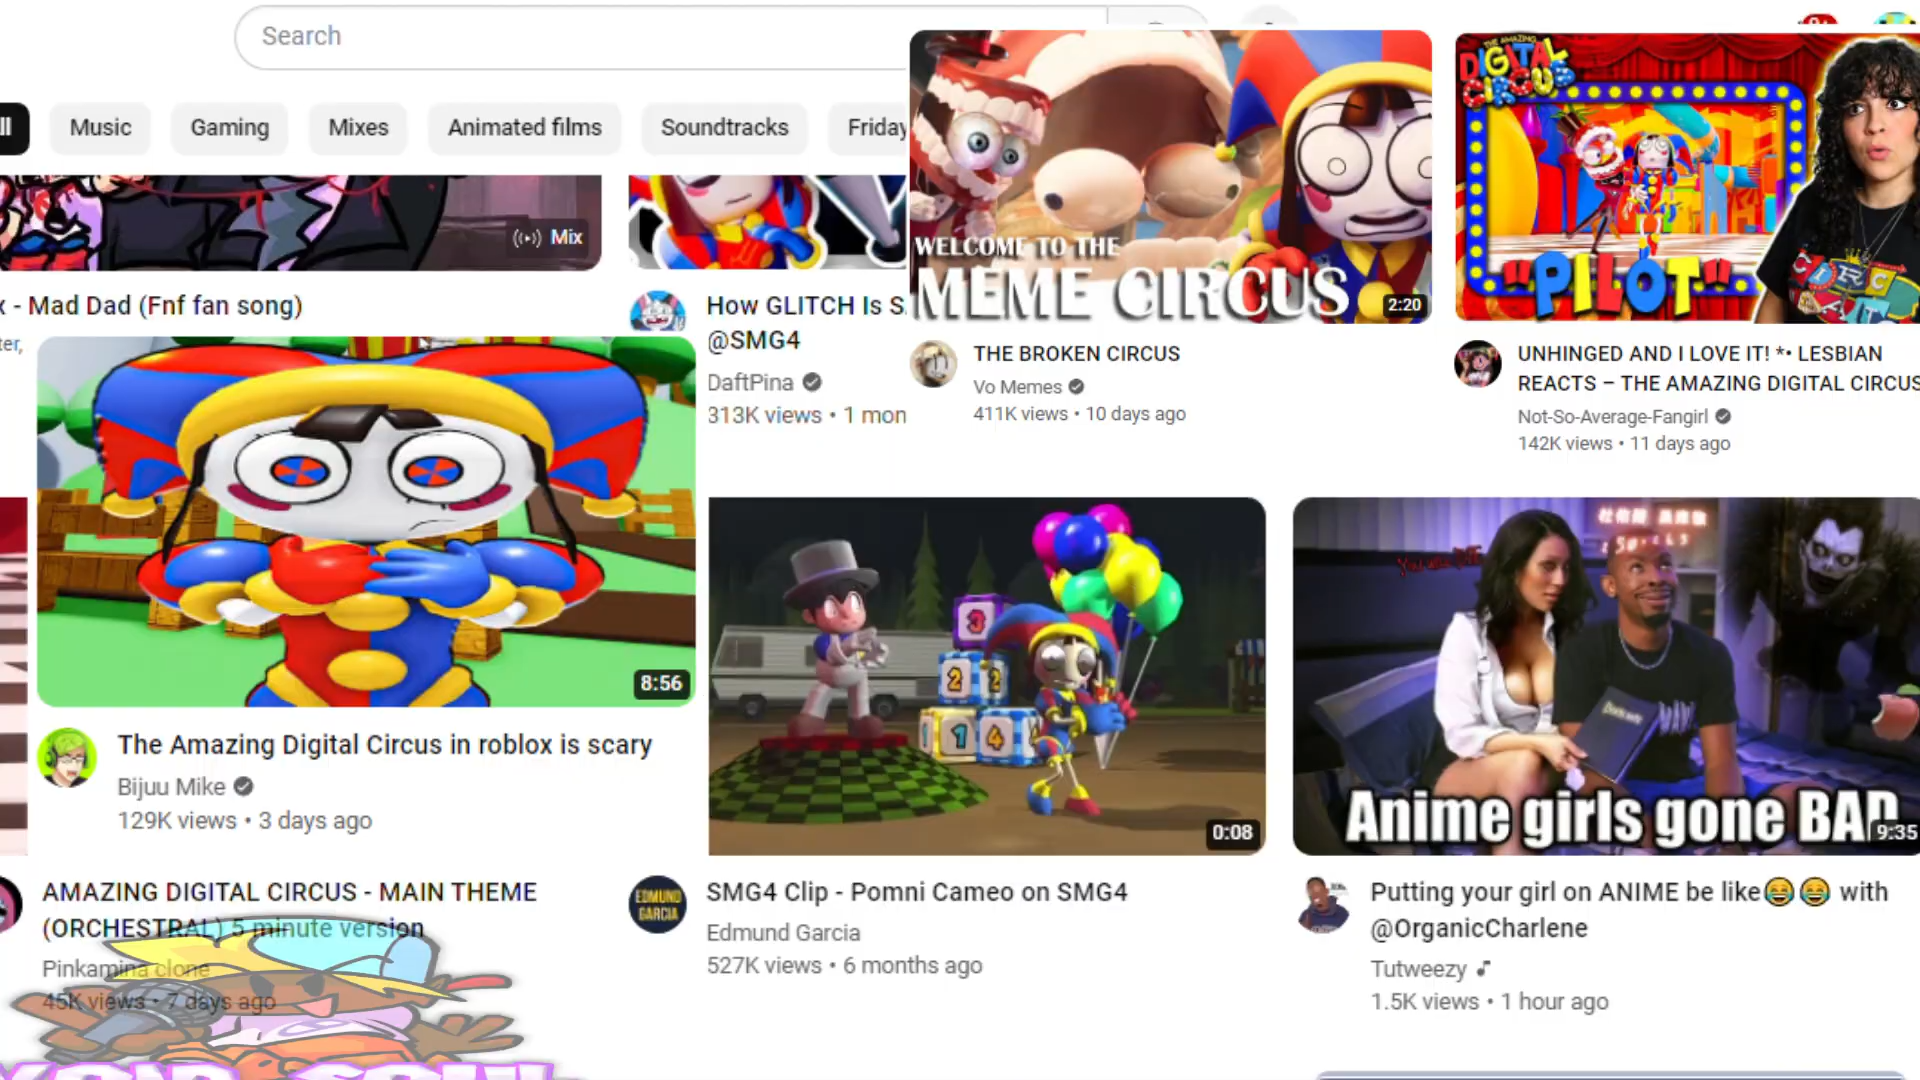 Search
Music
Gaming
Mixes
Animated films
Soundtracks
Friday
Mix
- Mad Dad (Fnf fan song)
How GLITCH Is S
@SMG4
DaftPina
313K views • 1 mon
WELCOME TO THE
MEME CIRCUS
2:20
THE BROKEN CIRCUS
Vo Memes
411K views • 10 days ago
THE AMAZING
DIGITAL
CIRCUS
"PILOT"
UNHINGED AND I LOVE IT! *• LESBIAN
REACTS – THE AMAZING DIGITAL CIRCUS
Not-So-Average-Fangirl
142K views • 11 days ago
8:56
The Amazing Digital Circus in roblox is scary
Bijuu Mike
129K views • 3 days ago
AMAZING DIGITAL CIRCUS - MAIN THEME
(ORCHESTRAL) 5 minute version
Pinkamina clone
45K views • 7 days ago
3
2 2
1 4
0:08
EDMUND
GARCIA
SMG4 Clip - Pomni Cameo on SMG4
Edmund Garcia
527K views • 6 months ago
Death Note
Anime girls gone BAD
9:35
Putting your girl on ANIME be like😂😂 with
@OrganicCharlene
Tutweezy
1.5K views • 1 hour ago